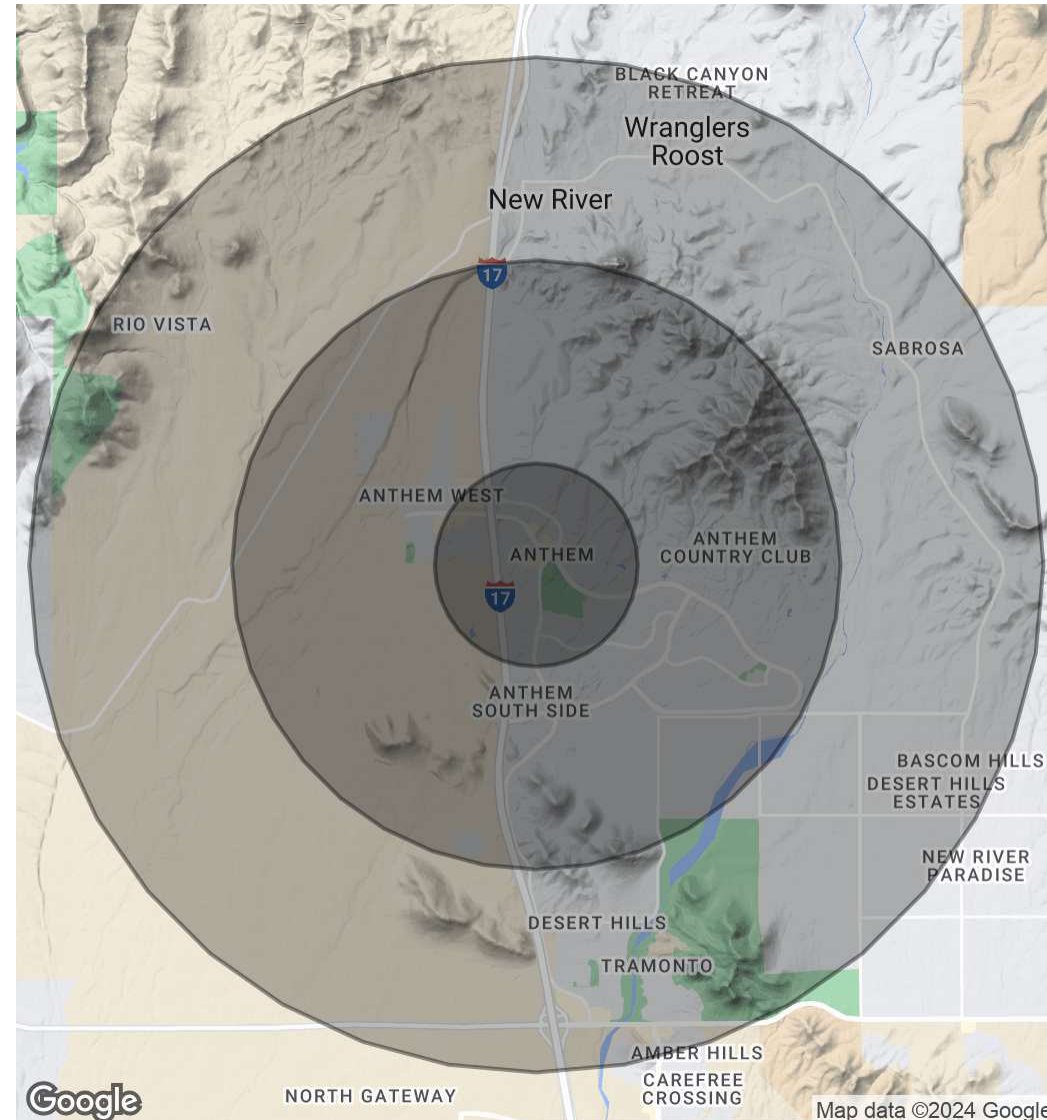 BLACK CANYON
RETREAT
Wranglers
Roost
New River
17
RIO VISTA
SABROSA
ANTHEM WEST
ANTHEM
ANTHEM
COUNTRY CLUB
17
ANTHEM
SOUTH SIDE
BASCOM HILLS
DESERT HILLS
ESTATES
NEW RIVER
PARADISE
DESERT HILLS
TRAMONTO
AMBER HILLS
CAREFREE
CROSSING
NORTH GATEWAY
Google
Map data ©2024 Google